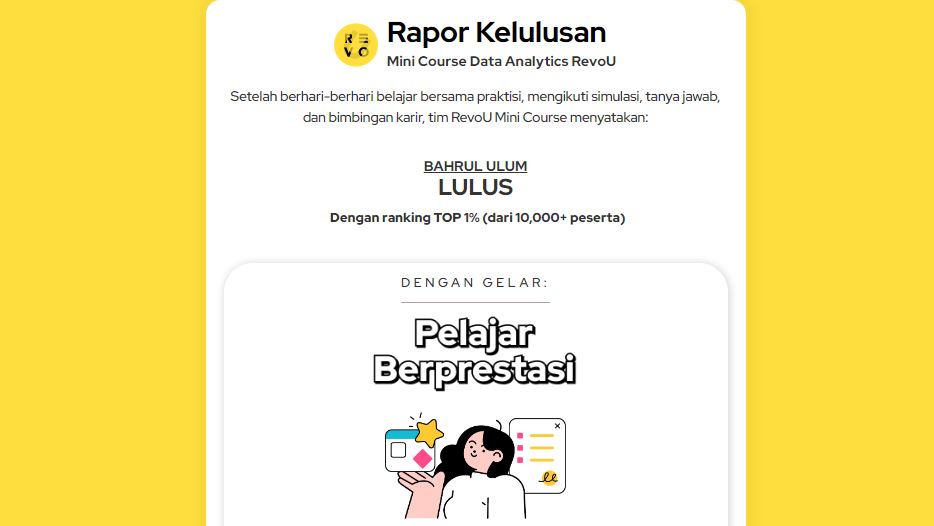 RE
VO
Rapor Kelulusan
Mini Course Data Analytics RevoU
Setelah berhari-berhari belajar bersama praktisi, mengikuti simulasi, tanya jawab,
dan bimbingan karir, tim RevoU Mini Course menyatakan:
BAHRUL ULUM
LULUS
Dengan ranking TOP 1% (dari 10,000+ peserta)
DENGAN GELAR:
Pelajar
Berprestasi